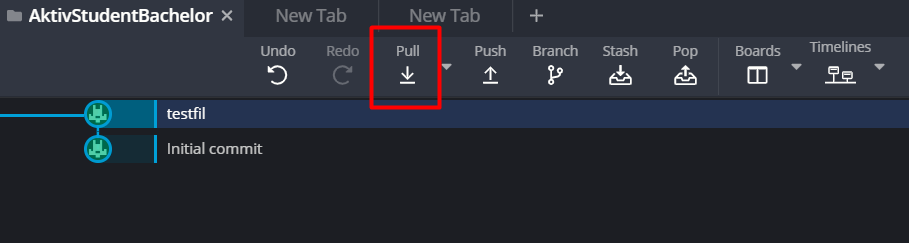 AktivStudentBachelor
New Tab
New Tab
Undo
Redo
Pull
Push
Branch
Stash
Pop
Boards
Timelines
testfil
Initial commit